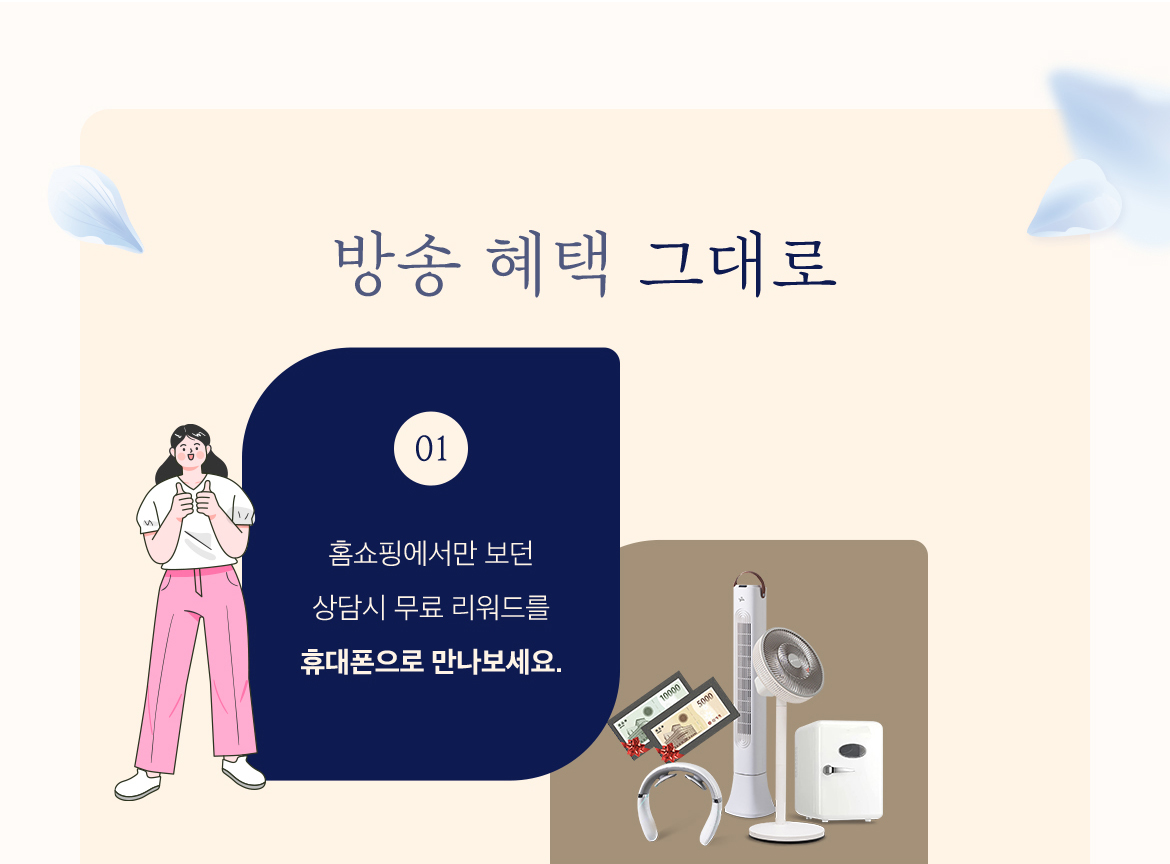 방송 혜택 그대로
01
홈쇼핑에서만 보던
상담시 무료 리워드를
휴대폰으로 만나보세요.
10000
5000